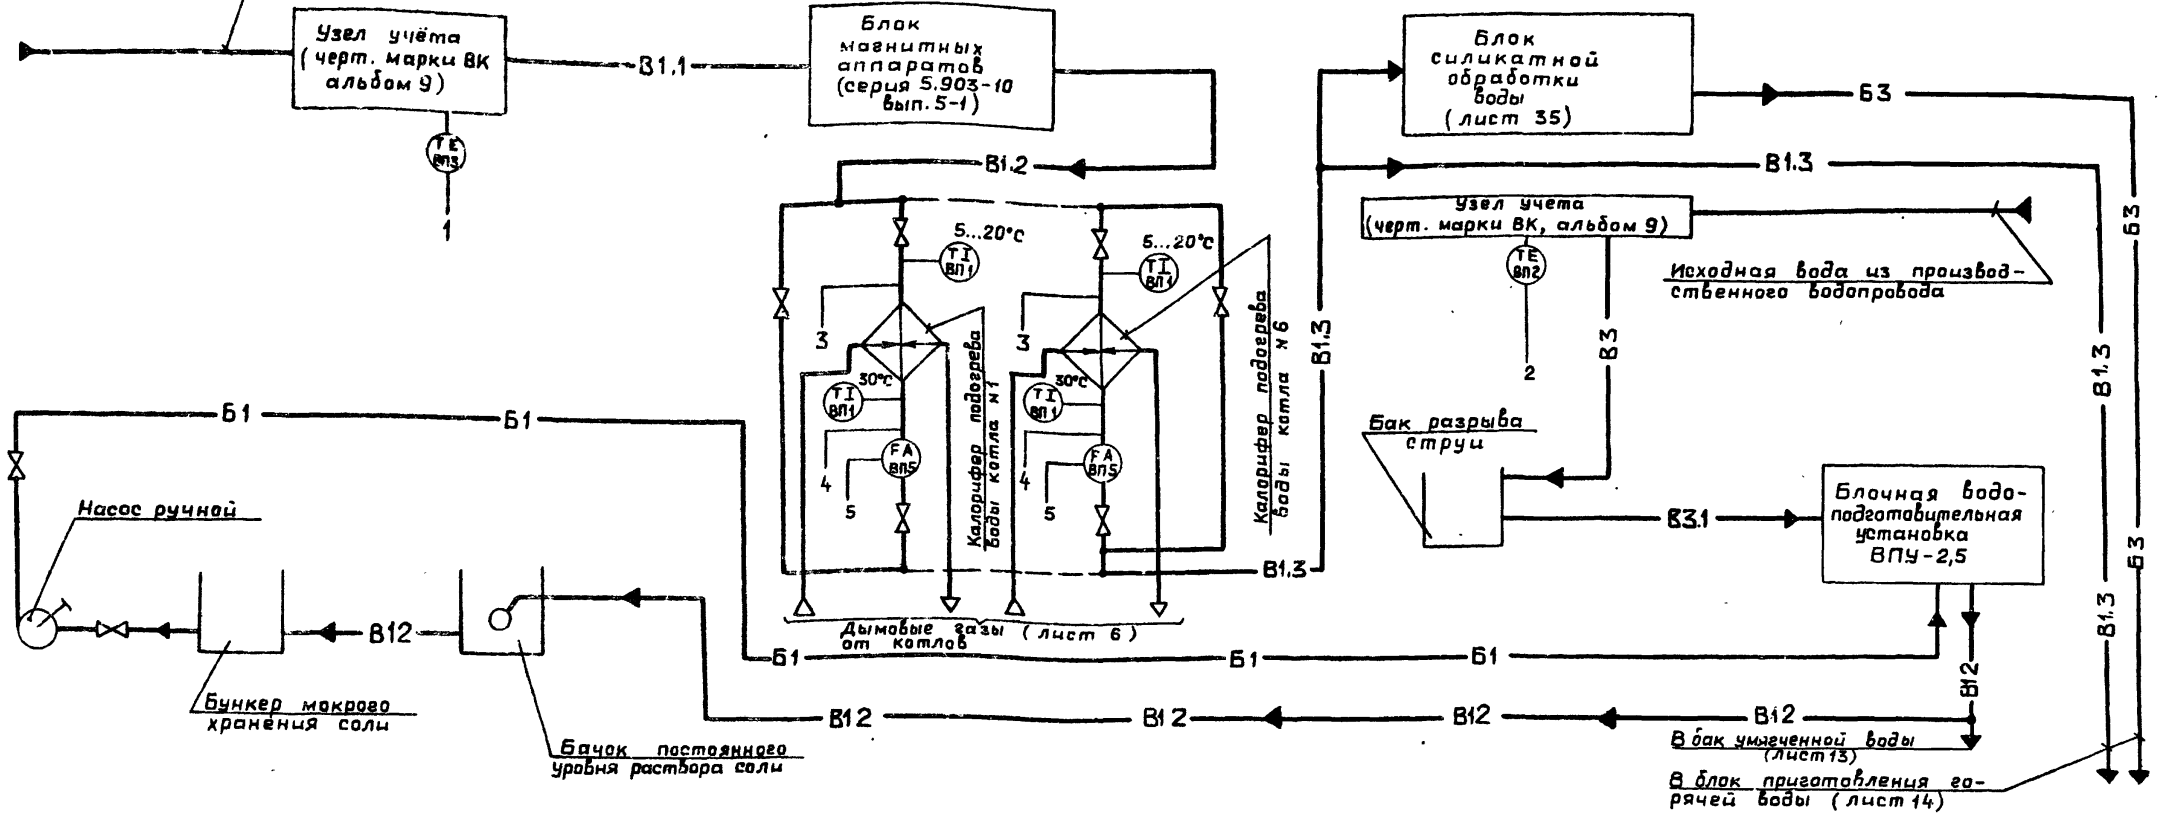 Узел учёта
(черт. марки ВК
альбом 9)
В1.1
Блок
магнитных
аппаратов
(серия 5.903-10
вып. 5-1)
Блок
силикатной
обработки
воды
(лист 35)
Б3
ТЕ
ВП3
1
В1.2
В1.3
Узел учета
(черт. марки ВК, альбом 9)
Б3
5...20°С
TI
ВП1
5...20°С
TI
ВП1
ТЕ
ВП2
Исходная вода из производ-
ственного водопровода
3
3
2
В3
В1.3
В1.3
30°С
TI
ВП1
30°С
TI
ВП1
Калорифер подогрева
воды котла №1
Калорифер подогрева
воды котла №6
Б1
Б1
Бак разрыва
струи
FA
ВП5
FA
ВП5
4
4
5
5
Насос ручной
В3.1
Блочная водо-
подготовительная
установка
ВПУ-2,5
Б3
В1.3
В1.3
В12
Дымовые газы (лист 6)
от котлов
Б1
Б1
Б1
В12
Бункер мокрого
хранения соли
В12
В12
В12
В12
Бачок постоянного
уровня раствора соли
В бак умягченной воды
(лист 13)
В блок приготовления го-
рячей воды (лист 14)